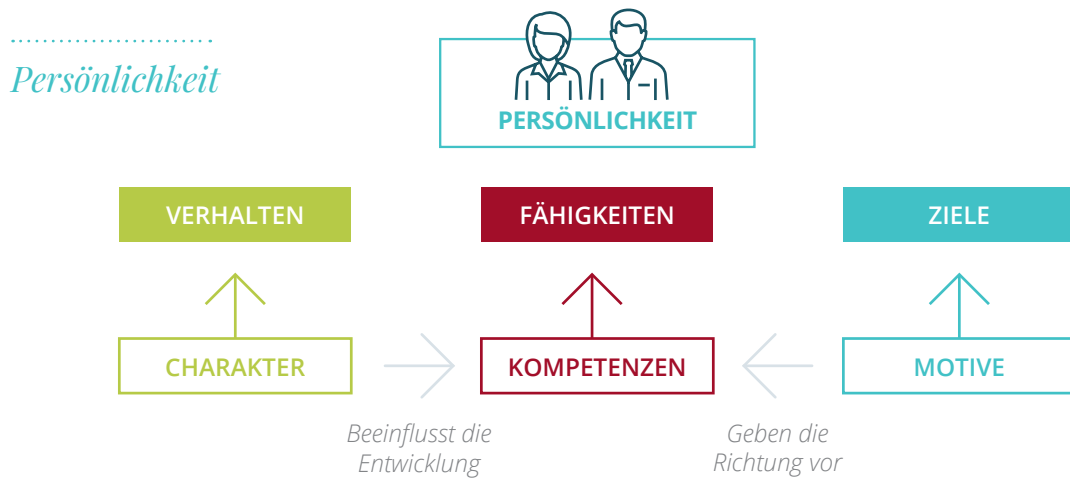 Persönlichkeit
PERSÖNLICHKEIT
VERHALTEN
FÄHIGKEITEN
ZIELE
CHARAKTER
KOMPETENZEN
MOTIVE
Beeinflusst die
Entwicklung
Geben die
Richtung vor